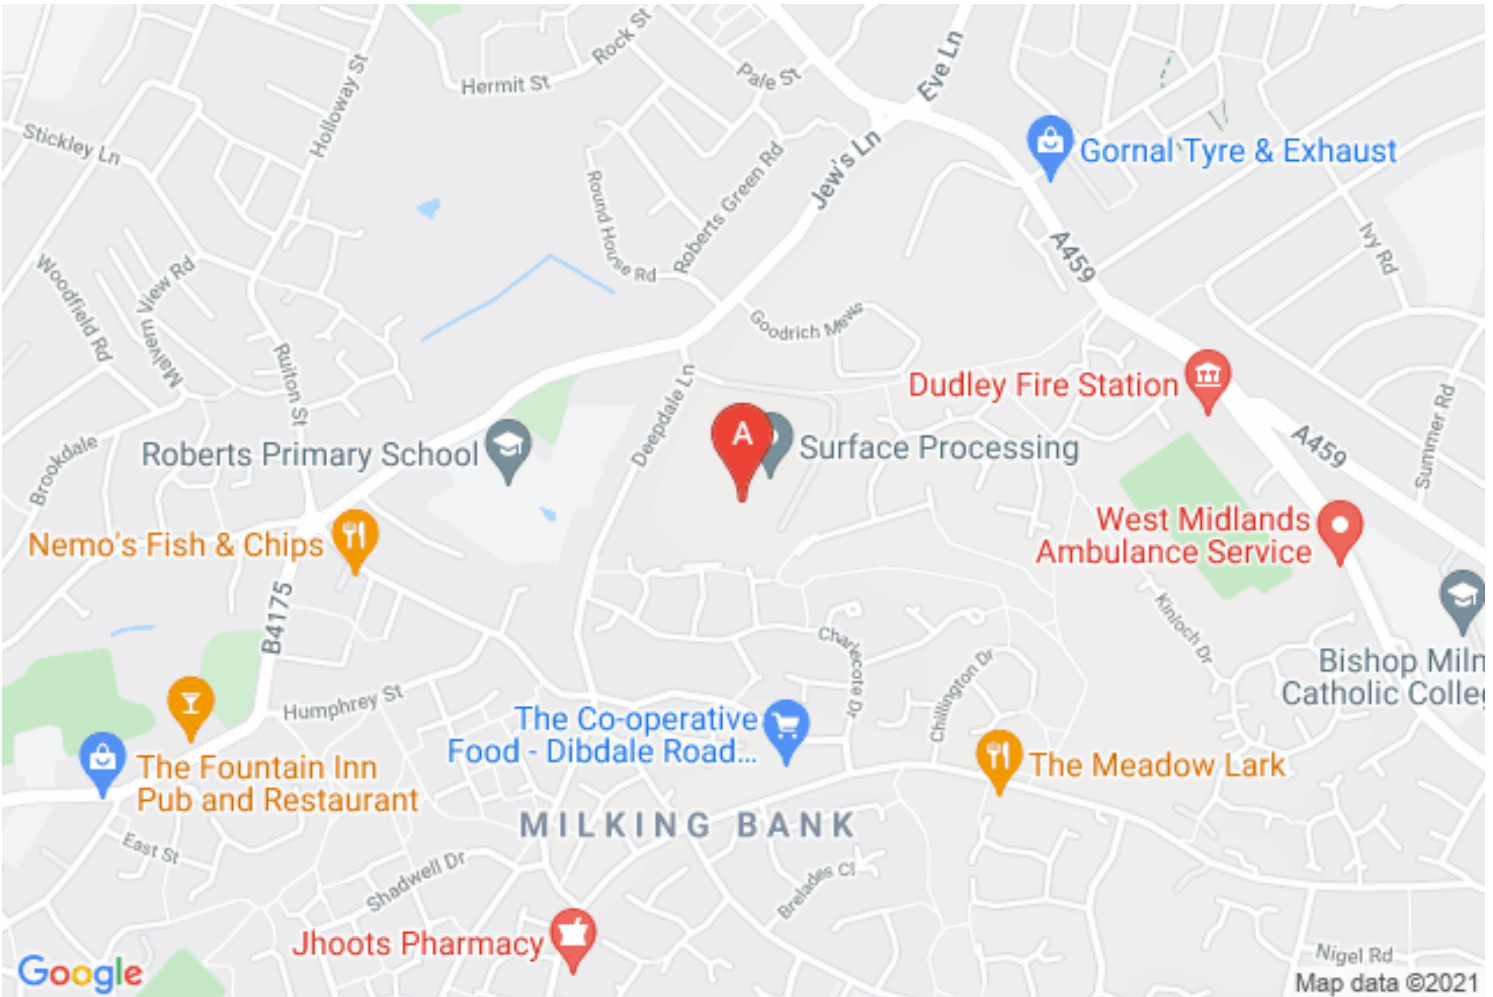 Rock St
Hermit St
Pale St
Eve Ln
Holloway St
Stickley Ln
Jew's Ln
Gornal Tyre & Exhaust
Round House Rd
Roberts Green Rd
A459
Ivy Rd
Woodfield Rd
Malvern View Rd
Goodrich Mews
Ruiton St
Deepdale Ln
Dudley Fire Station
Summer Rd
A459
Brookdale
Roberts Primary School
A
Surface Processing
Nemo's Fish & Chips
West Midlands
Ambulance Service
B4175
Kinloch Dr
Charlecote Dr
Chillington Dr
Bishop Miln
Catholic Colleg
Humphrey St
The Co-operative
Food - Dibdale Road...
The Fountain Inn
Pub and Restaurant
The Meadow Lark
MILKING BANK
East St
Shadwell Dr
Brelades Cl
Jhoots Pharmacy
Nigel Rd
Google
Map data ©2021